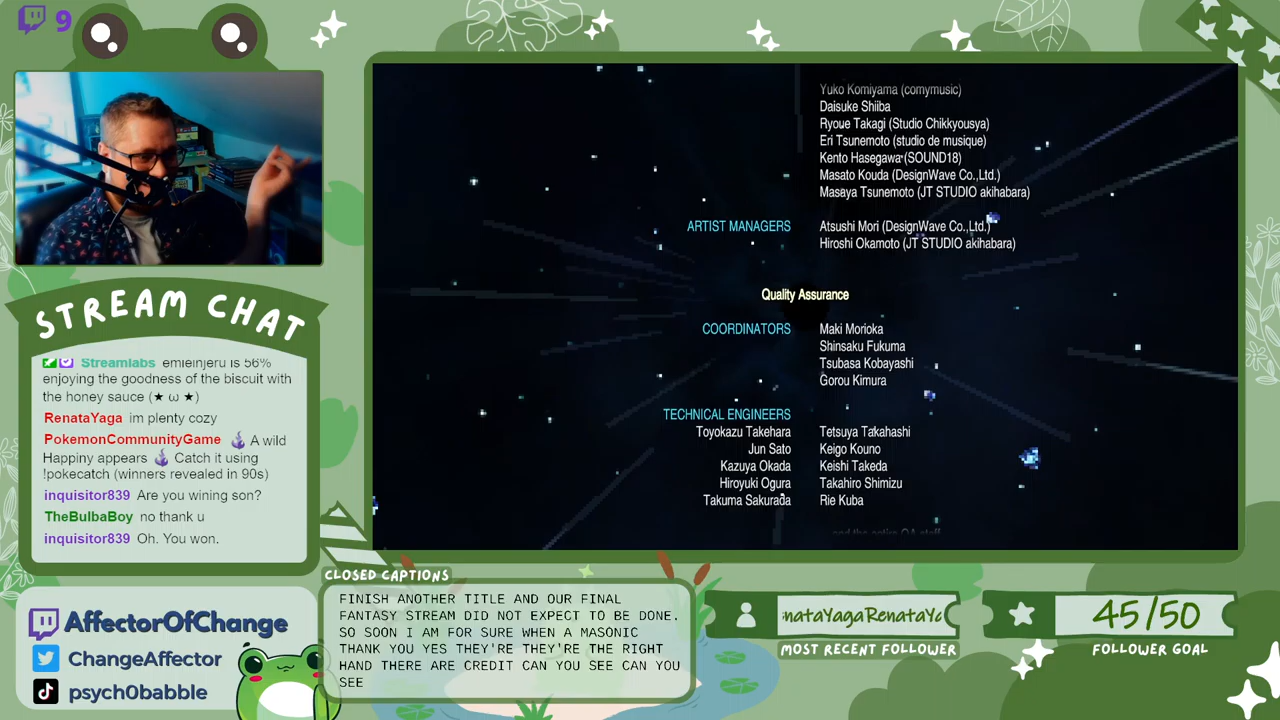 9
STREAM CHAT
Streamlabs emienjeru is 56%
enjoying the goodness of the biscuit with
the honey sauce (★ ω ★)
RenataYaga im plenty cozy
PokemonCommunityGame A wild
Happiny appears Catch it using
!pokecatch (winners revealed in 90s)
inquisitor839 Are you wining son?
TheBulbaBoy no thank u
inquisitor839 Oh. You won.
AffectorOfChange
ChangeAffector
psych0babble
Yuko Komiyama (comymusic)
Daisuke Shiiba
Ryoue Takagi (Studio Chikkyousya)
Eri Tsunemoto (studio de musique)
Kento Hasegawa (SOUND18)
Masato Kouda (DesignWave Co.,Ltd.)
Masaya Tsunemoto (JT STUDIO akihabara)
ARTIST MANAGERS Atsushi Mori (DesignWave Co.,Ltd.)
Hiroshi Okamoto (JT STUDIO akihabara)
Quality Assurance
COORDINATORS Maki Morioka
Shinsaku Fukuma
Tsubasa Kobayashi
Gorou Kimura
TECHNICAL ENGINEERS
Toyokazu Takehara Tetsuya Takahashi
Jun Sato Keigo Kouno
Kazuya Okada Keishi Takeda
Hiroyuki Ogura Takahiro Shimizu
Takuma Sakurada Rie Kuba
and the entire QA staff
CLOSED CAPTIONS
FINISH ANOTHER TITLE AND OUR FINAL
FANTASY STREAM DID NOT EXPECT TO BE DONE.
SO SOON I AM FOR SURE WHEN A MASONIC
THANK YOU YES THEY'RE THEY'RE THE RIGHT
HAND THERE ARE CREDIT CAN YOU SEE CAN YOU
SEE
nataYagaRenataYa
MOST RECENT FOLLOWER
45/50
FOLLOWER GOAL